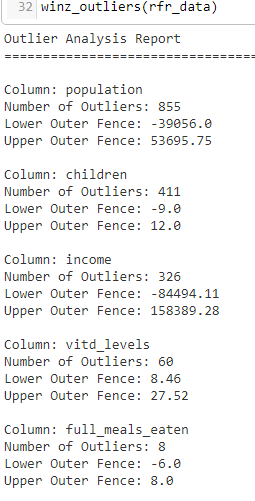 32 winz_outliers(rfr_data)
Outlier Analysis Report
================================
Column: population
Number of Outliers: 855
Lower Outer Fence: -39056.0
Upper Outer Fence: 53695.75
Column: children
Number of Outliers: 411
Lower Outer Fence: -9.0
Upper Outer Fence: 12.0
Column: income
Number of Outliers: 326
Lower Outer Fence: -84494.11
Upper Outer Fence: 158389.28
Column: vitd_levels
Number of Outliers: 60
Lower Outer Fence: 8.46
Upper Outer Fence: 27.52
Column: full_meals_eaten
Number of Outliers: 8
Lower Outer Fence: -6.0
Upper Outer Fence: 8.0